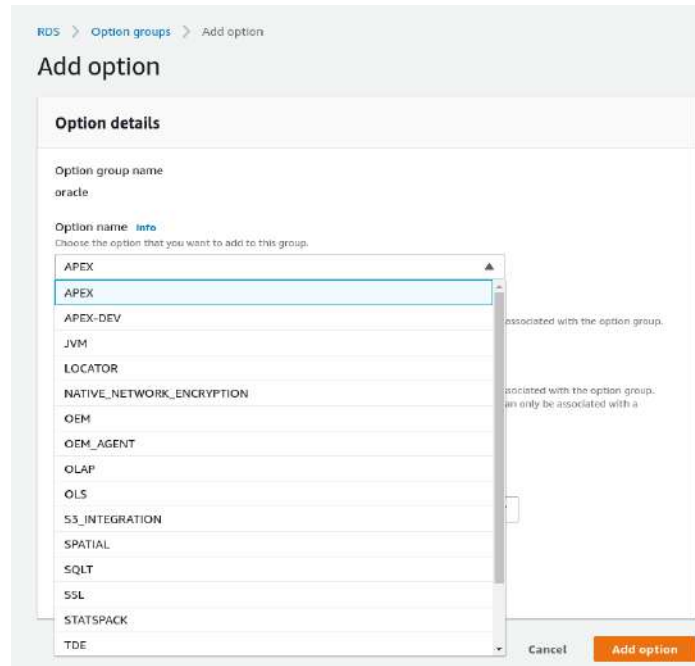 RDS > Option groups > Add option
Add option
Option details
Option group name
oracle
Option name Info
Choose the option that you want to add to this group.
APEX
APEX
APEX-DEV
associated with the option group.
JVM
LOCATOR
NATIVE_NETWORK_ENCRYPTION
associated with the option group.
an only be associated with a
OEM
OEM_AGENT
OLAP
OLS
S3_INTEGRATION
SPATIAL
SQLT
SSL
STATSPACK
TDE
Cancel
Add option